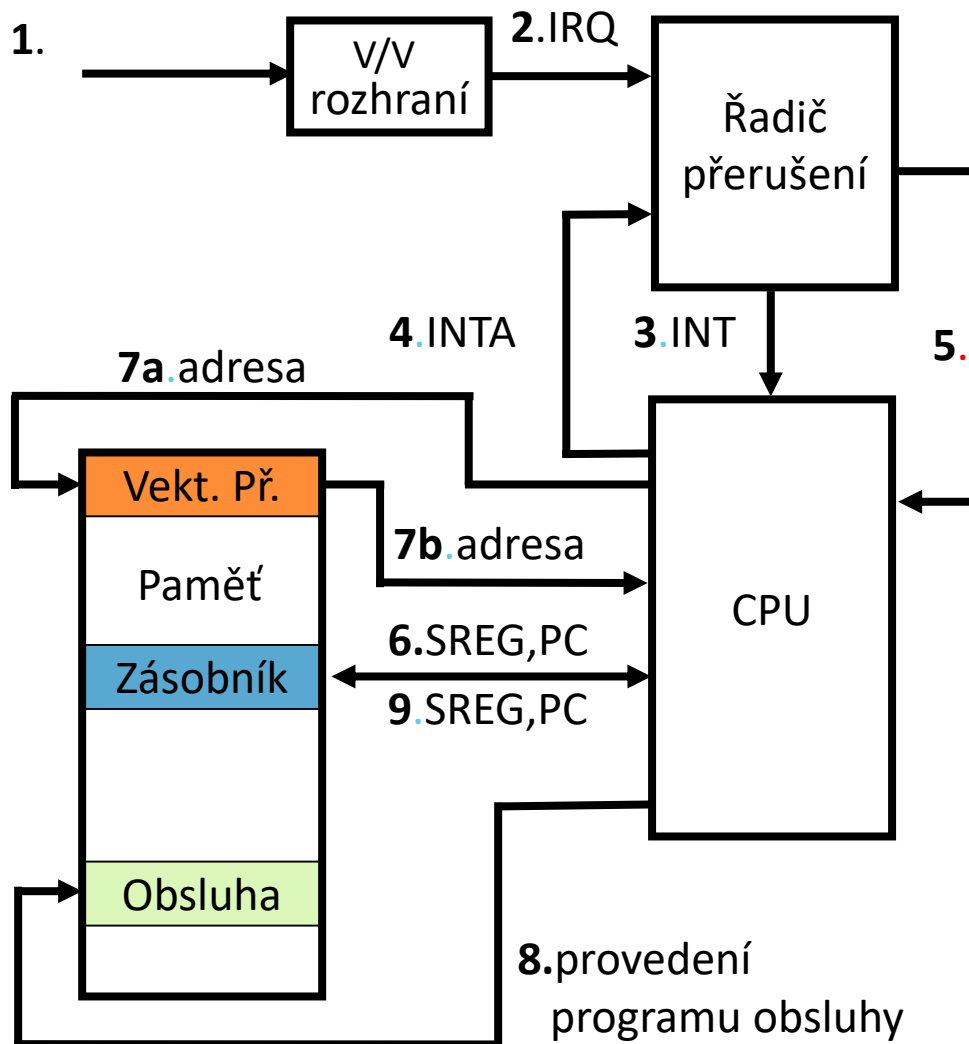 1.
2.IRQ
V/V
rozhraní
Řadič
přerušení
4.INTA
3.INT
5.
7a.adresa
Vekt. Př.
7b.adresa
Paměť
CPU
6.SREG,PC
Zásobník
9.SREG,PC
Obsluha
8.provedení
programu obsluhy